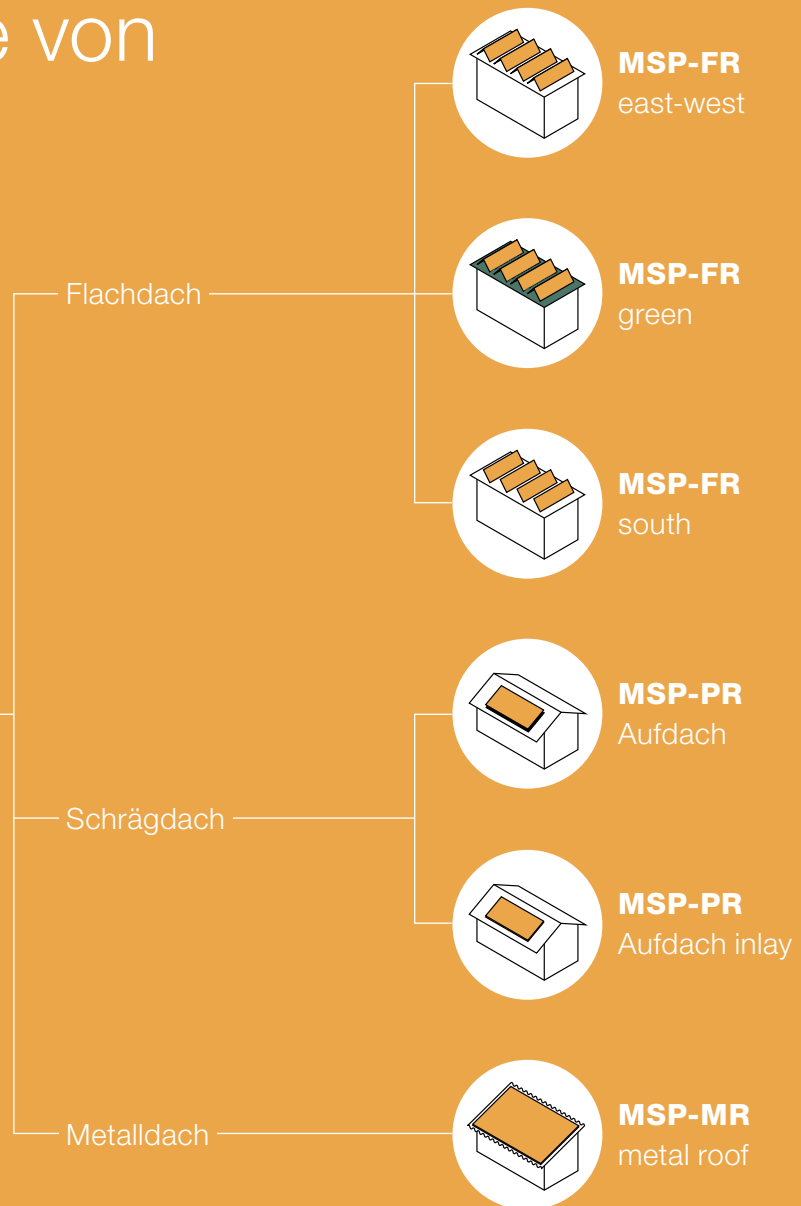 e von
MSP-FR
east-west
Flachdach
MSP-FR
green
MSP-FR
south
MSP-PR
Aufdach
Schrägdach
MSP-PR
Aufdach inlay
Metalldach
MSP-MR
metal roof